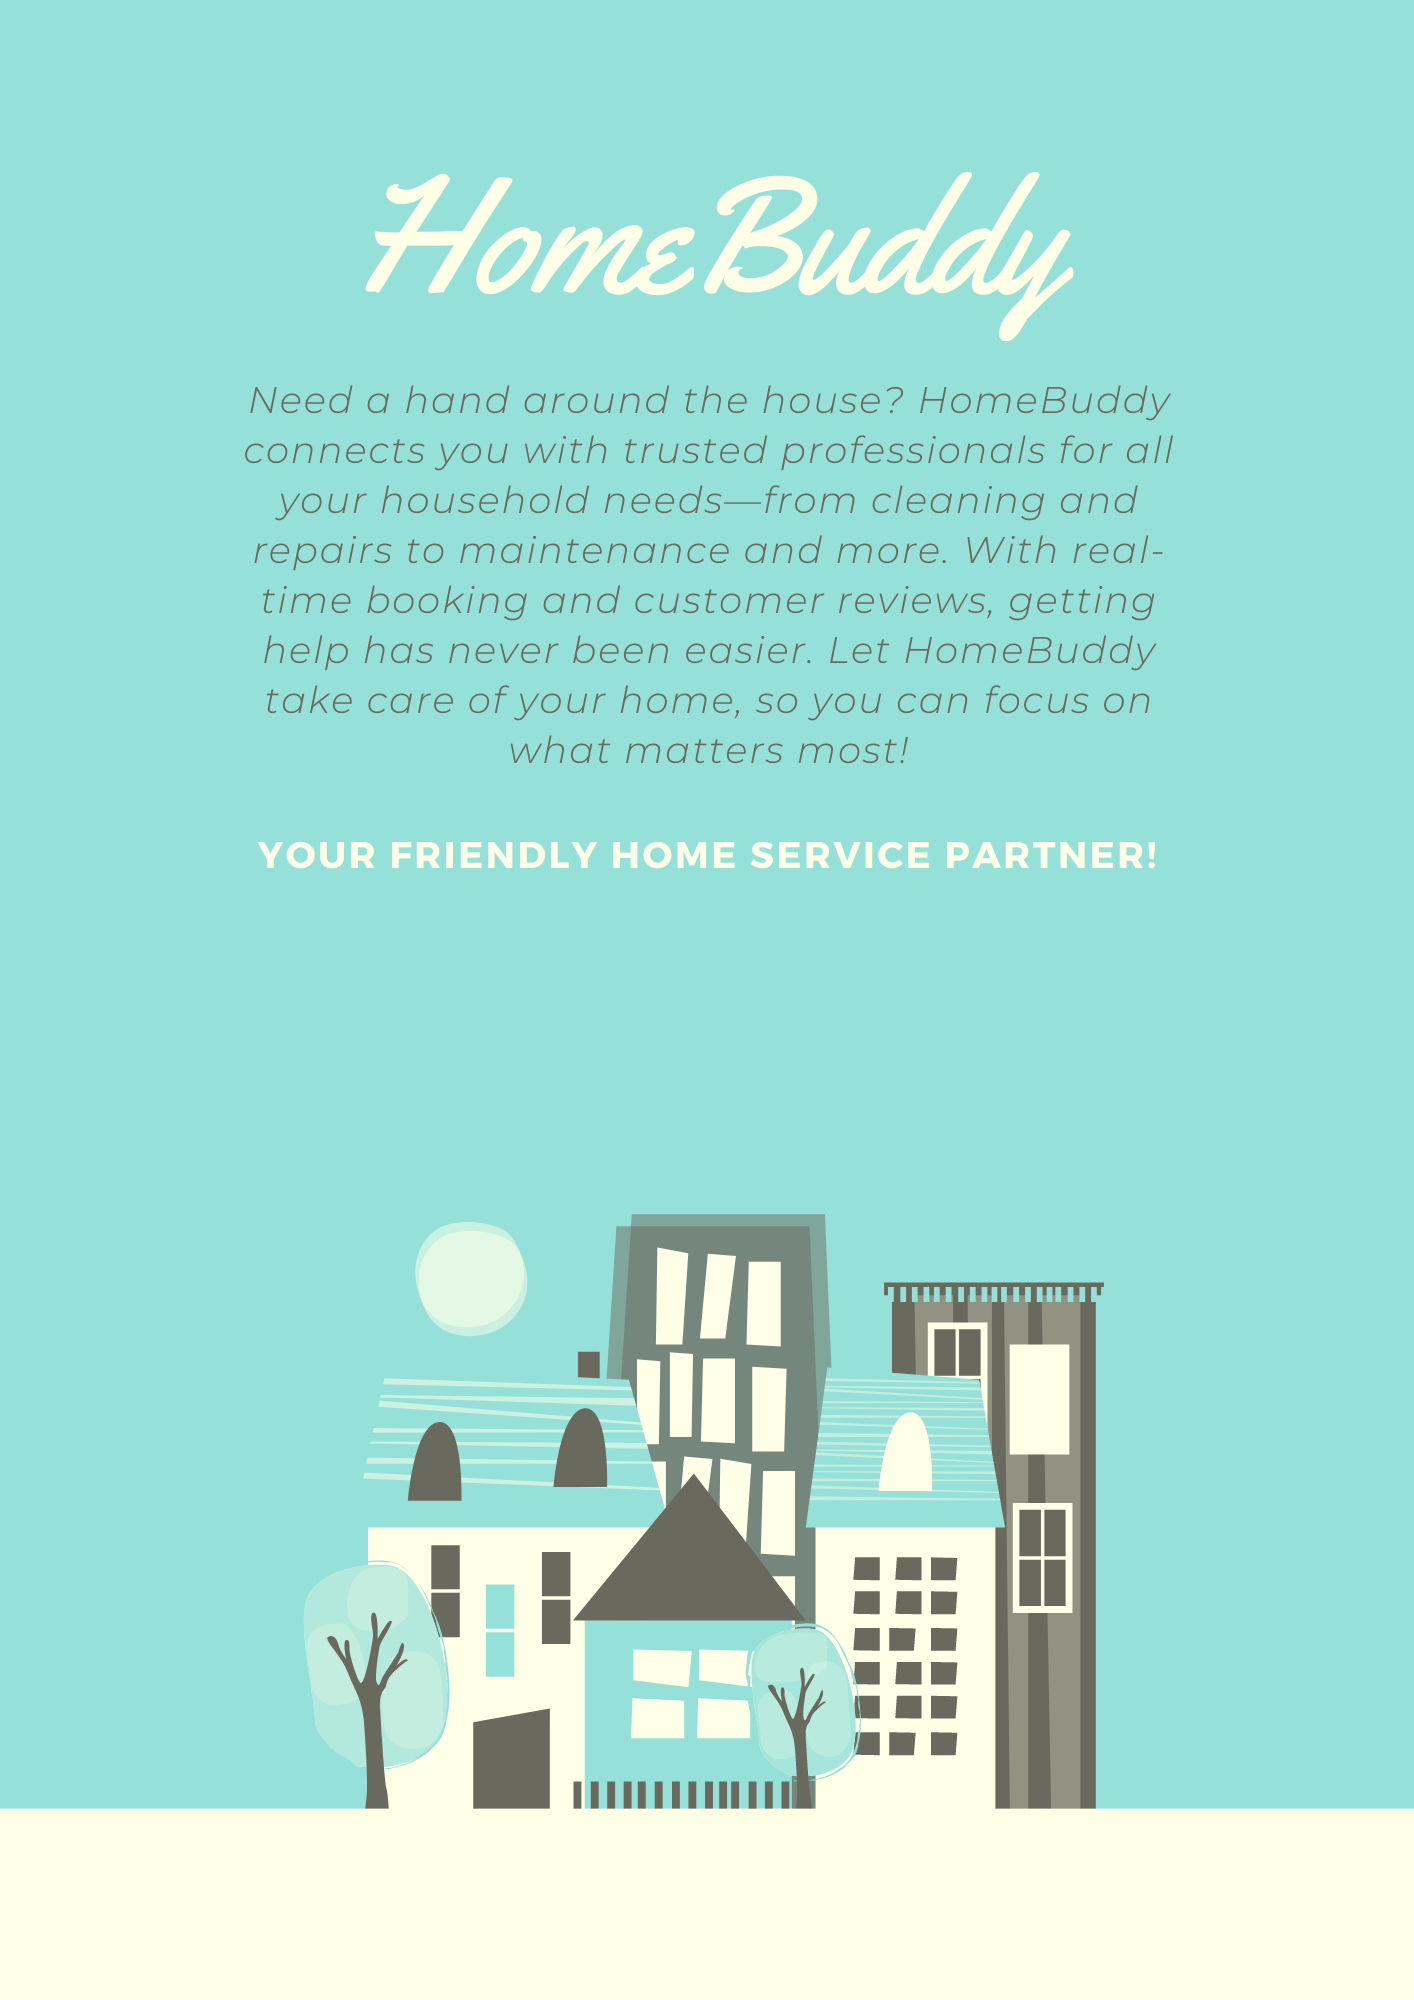 HomeBuddy
Need a hand around the house? HomeBuddy
connects you with trusted professionals for all
your household needs—from cleaning and
repairs to maintenance and more. With real-
time booking and customer reviews, getting
help has never been easier. Let HomeBuddy
take care of your home, so you can focus on
what matters most!
YOUR FRIENDLY HOME SERVICE PARTNER!